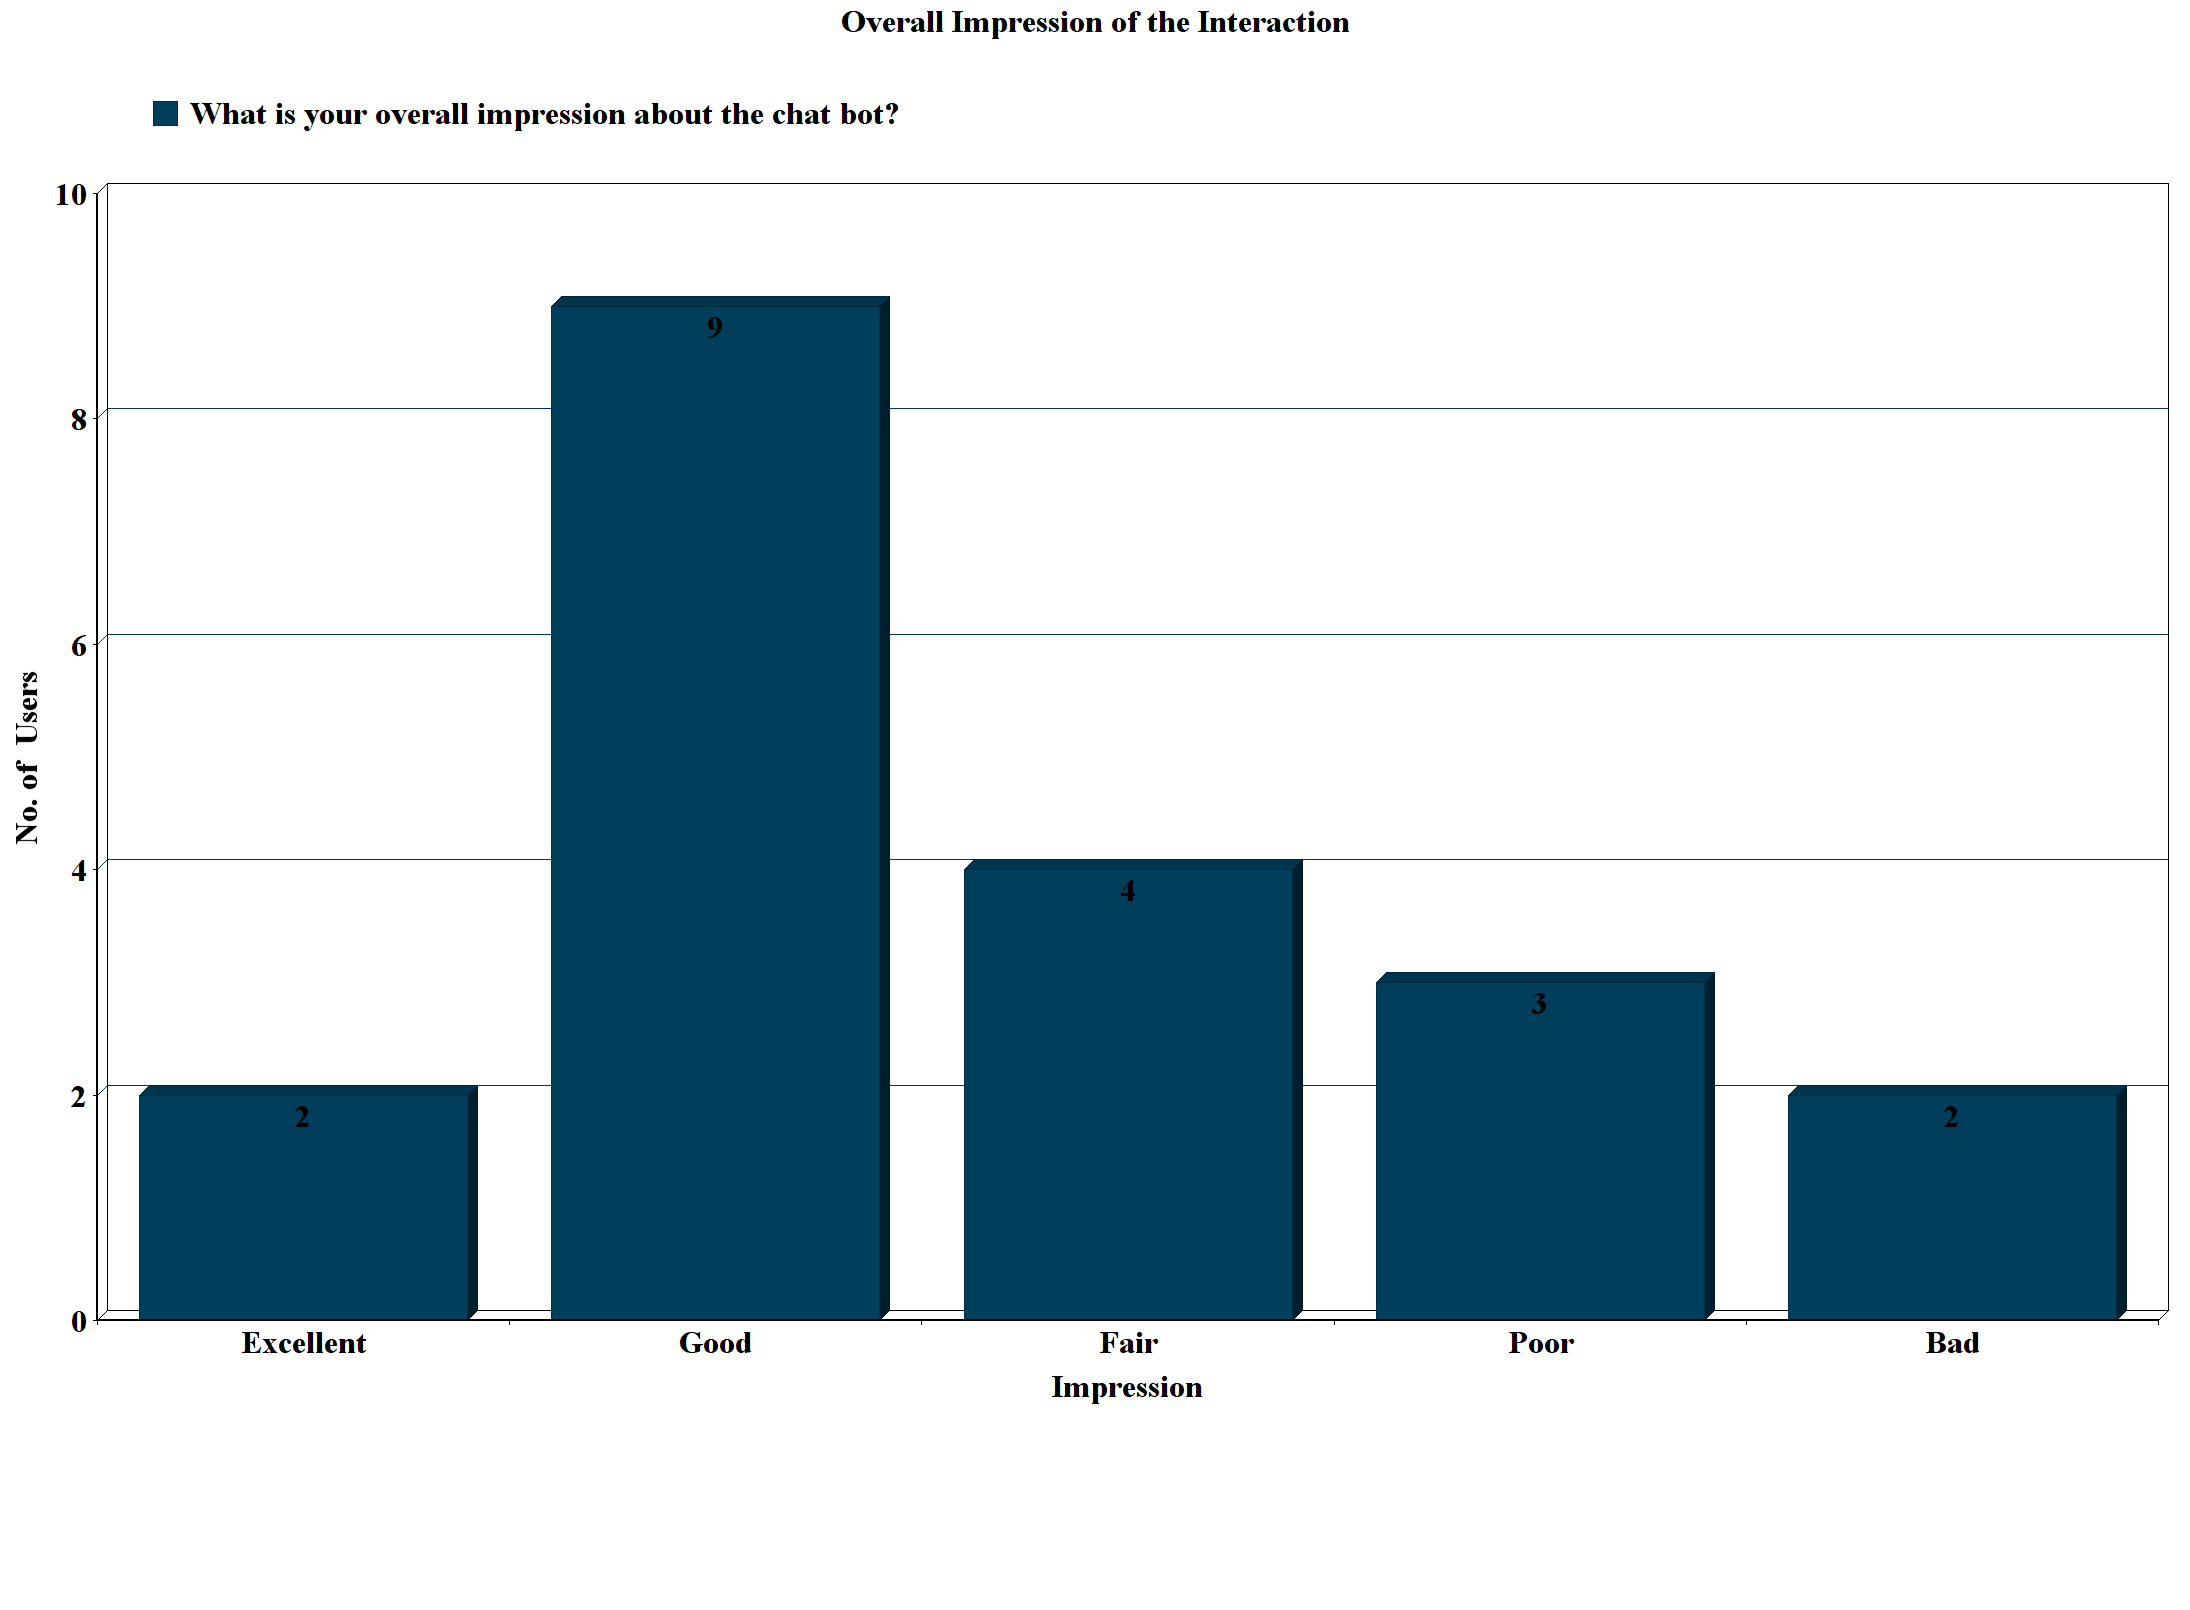 Overall Impression of the Interaction
What is your overall impression about the chat bot?
10
8
6
4
2
0
No. of Users
2
9
4
3
2
Excellent
Good
Fair
Poor
Bad
Impression